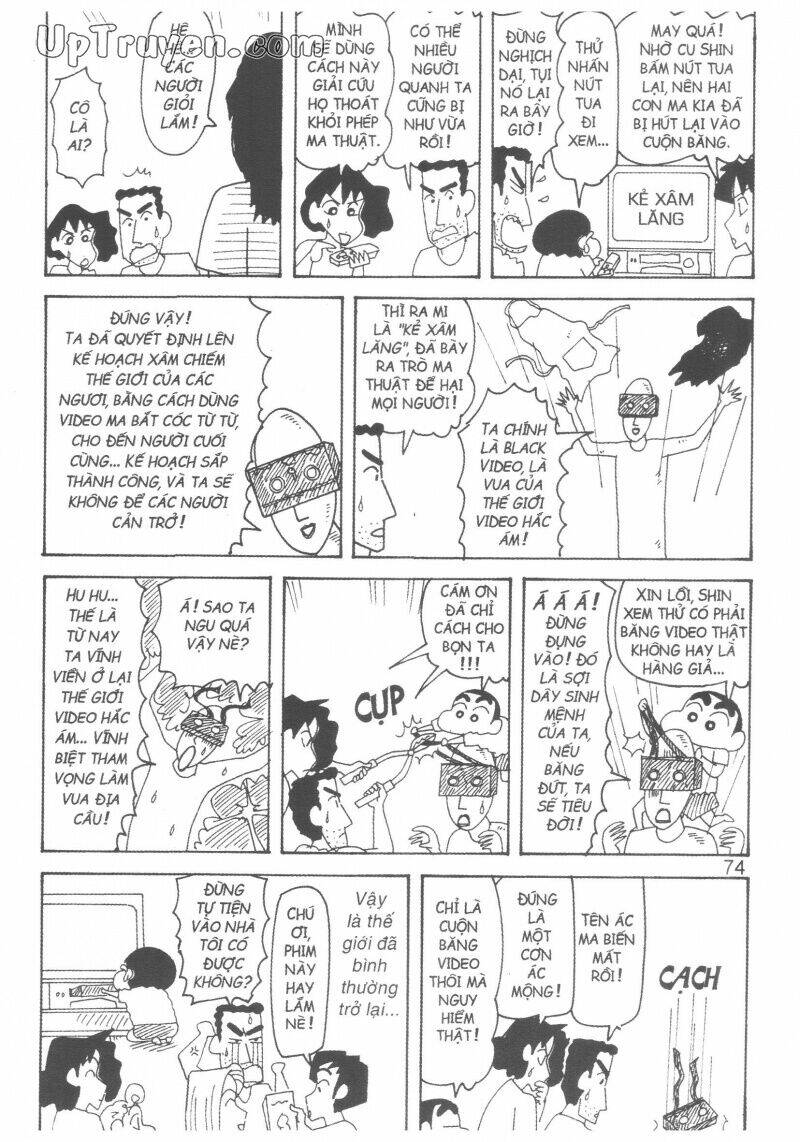 UpTruyen.com
MAY QUÁ!
NHỜ CU SHIN
BẤM NÚT TUA
LẠI, NÊN HAI
CON MA KIA ĐÃ
BỊ HÚT LẠI VÀO
CUỘN BĂNG.
THỬ
NHẤN
NÚT
TUA
ĐI
XEM...
ĐỪNG
NGHỊCH
DẠI, TỤI
NÓ LẠI
RA BÂY
GIỜ!
KẺ XÂM
LĂNG
CÓ THỂ
NHIỀU
NGƯỜI
QUANH TA
CŨNG BỊ
NHƯ VỪA
RỒI!
MÌNH
SẼ DÙNG
CÁCH NÀY
GIẢI CỨU
HỌ THOÁT
KHỎI PHÉP
MA THUẬT.
HÊ
HÊ...
CÁC
NGƯỜI
GIỎI
LẮM!
CÔ
LÀ
AI?
THÌ RA MI
LÀ "KẺ XÂM
LĂNG", ĐÃ BÀY
RA TRÒ MA
THUẬT ĐỂ HẠI
MỌI NGƯỜI!
TA CHÍNH
LÀ BLACK
VIDEO, LÀ
VUA CỦA
THẾ GIỚI
VIDEO HẮC
ÁM!
ĐÚNG VẬY!
TA ĐÃ QUYẾT ĐỊNH LÊN
KẾ HOẠCH XÂM CHIẾM
THẾ GIỚI CỦA CÁC
NGƯƠI, BẰNG CÁCH DÙNG
VIDEO MA BẮT CÓC TỪ TỪ,
CHO ĐẾN NGƯỜI CUỐI
CÙNG... KẾ HOẠCH SẮP
THÀNH CÔNG, VÀ TA SẼ
KHÔNG ĐỂ CÁC NGƯỜI
CẢN TRỞ!
XIN LỖI, SHIN
XEM THỬ CÓ PHẢI
BĂNG VIDEO THẬT
KHÔNG HAY LÀ
HÀNG GIẢ...
Á Á Á!
ĐỪNG
ĐỤNG
VÀO! ĐÓ
LÀ SỢI
DÂY SINH
MỆNH CỦA
TA, NẾU
BĂNG
ĐỨT, TA
SẼ TIÊU
ĐỜI!
CÁM ƠN
ĐÃ CHỈ
CÁCH CHO
BỌN TA
!!!
CỤP
Á! SAO TA
NGU QUÁ
VẬY NÈ?
HU HU...
THẾ LÀ
TỪ NAY
TA VĨNH
VIỄN Ở LẠI
THẾ GIỚI
VIDEO HẮC
ÁM... VĨNH
BIỆT THAM
VỌNG LÀM
VUA ĐỊA
CẦU!
74
CẠCH
TÊN ÁC
MA BIẾN
MẤT
RỒI!
ĐÚNG
LÀ
MỘT
CƠN
ÁC
MỘNG!
CHỈ LÀ
CUỘN BĂNG
VIDEO
THÔI MÀ
NGUY
HIỂM
THẬT!
Vậy
là thế
giới đã
bình
thường
trở lại...
CHÚ
ƠI,
PHIM
NÀY
HAY
LẮM
NÈ!
ĐỪNG
TỰ TIỆN
VÀO NHÀ
TÔI CÓ
ĐƯỢC
KHÔNG?